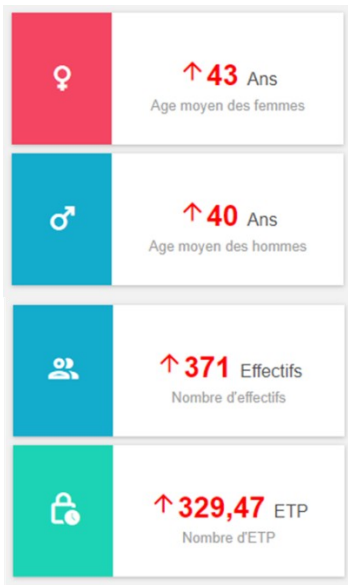 ↑ 43 Ans
Age moyen des femmes
↑ 40 Ans
Age moyen des hommes
↑ 371 Effectifs
Nombre d'effectifs
↑ 329,47 ETP
Nombre d'ETP